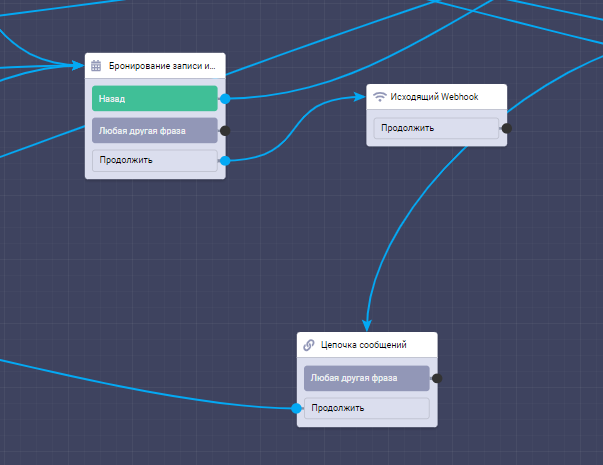 Бронирование записи и...
Назад
Любая другая фраза
Продолжить
Исходящий Webhook
Продолжить
Цепочка сообщений
Любая другая фраза
Продолжить